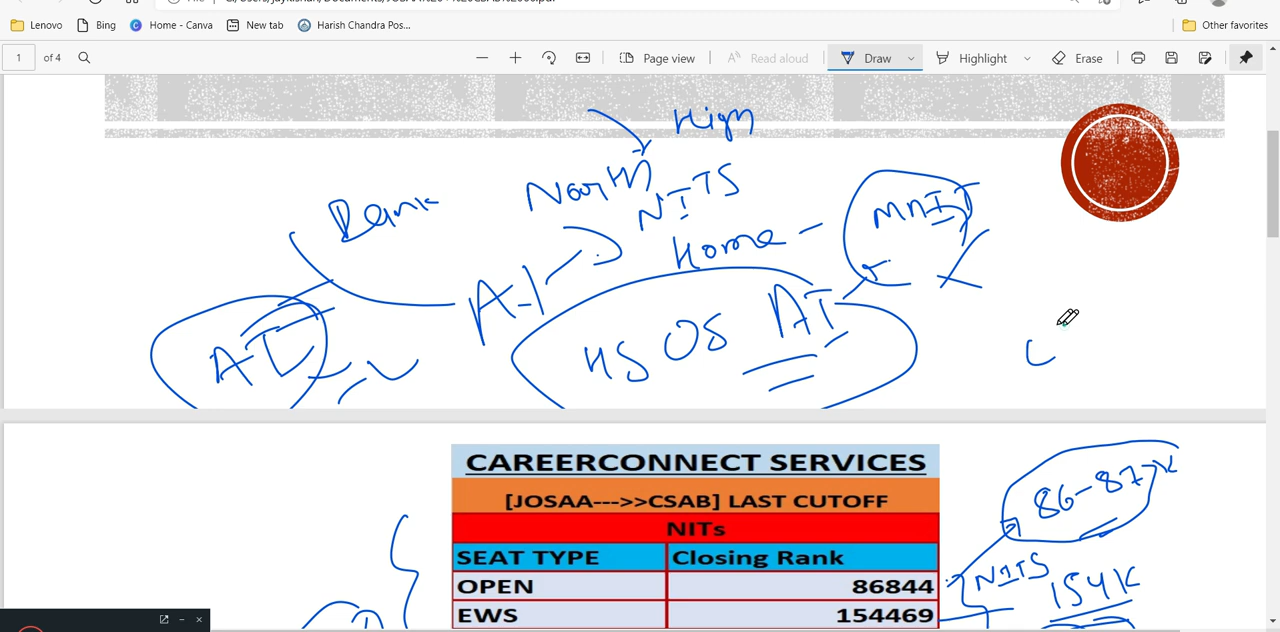 Lenovo Bing Home - Canva New tab Harish Chandra Pos... Other favorites
1 of 4 Page view Read aloud Draw Highlight Erase
High
North
Rank NITS
Home - MNIT
A-1
AI HS OS AI
CAREERCONNECT SERVICES
[JOSAA--->>CSAB] LAST CUTOFF
NITs
SEAT TYPE Closing Rank
OPEN 86844
EWS 154469
86-87K
NITS
154K